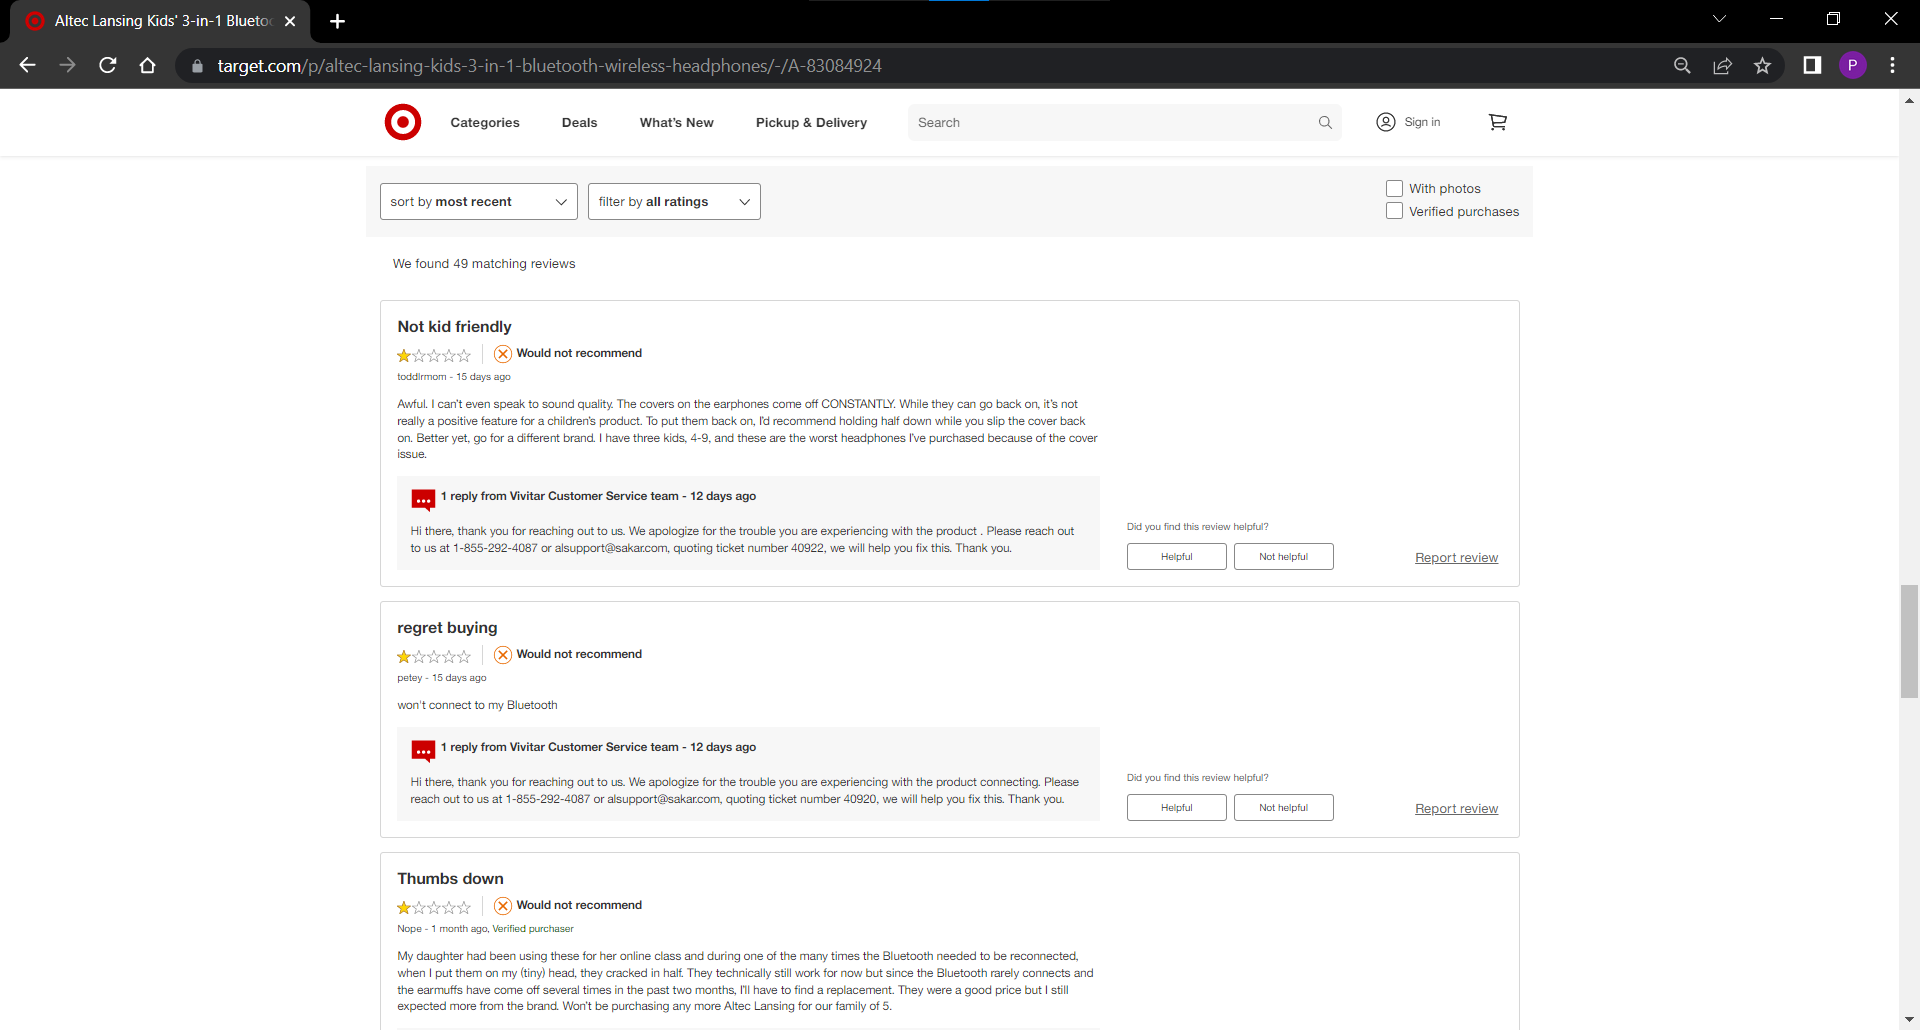 Altec Lansing Kids' 3-in-1 Blueto
target.com/p/altec-lansing-kids-3-in-1-bluetooth-wireless-headphones/-/A-83084924
P
Categories
Deals
What's New
Pickup & Delivery
Search
Sign in
sort by most recent
filter by all ratings
With photos
Verified purchases
We found 49 matching reviews
Not kid friendly
Would not recommend
toddlrmom - 15 days ago
Awful. I can't even speak to sound quality. The covers on the earphones come off CONSTANTLY. While they can go back on, it's not
really a positive feature for a children's product. To put them back on, I'd recommend holding half down while you slip the cover back
on. Better yet, go for a different brand. I have three kids, 4-9, and these are the worst headphones I've purchased because of the cover
issue.
1 reply from Vivitar Customer Service team - 12 days ago
Hi there, thank you for reaching out to us. We apologize for the trouble you are experiencing with the product . Please reach out
to us at 1-855-292-4087 or alsupport@sakar.com, quoting ticket number 40922, we will help you fix this. Thank you.
Did you find this review helpful?
Helpful
Not helpful
Report review
regret buying
Would not recommend
petey - 15 days ago
won't connect to my Bluetooth
1 reply from Vivitar Customer Service team - 12 days ago
Hi there, thank you for reaching out to us. We apologize for the trouble you are experiencing with the product connecting. Please
reach out to us at 1-855-292-4087 or alsupport@sakar.com, quoting ticket number 40920, we will help you fix this. Thank you.
Did you find this review helpful?
Helpful
Not helpful
Report review
Thumbs down
Would not recommend
Nope - 1 month ago, Verified purchaser
My daughter had been using these for her online class and during one of the many times the Bluetooth needed to be reconnected,
when I put them on my (tiny) head, they cracked in half. They technically still work for now but since the Bluetooth rarely connects and
the earmuffs have come off several times in the past two months, I'll have to find a replacement. They were a good price but I still
expected more from the brand. Won't be purchasing any more Altec Lansing for our family of 5.